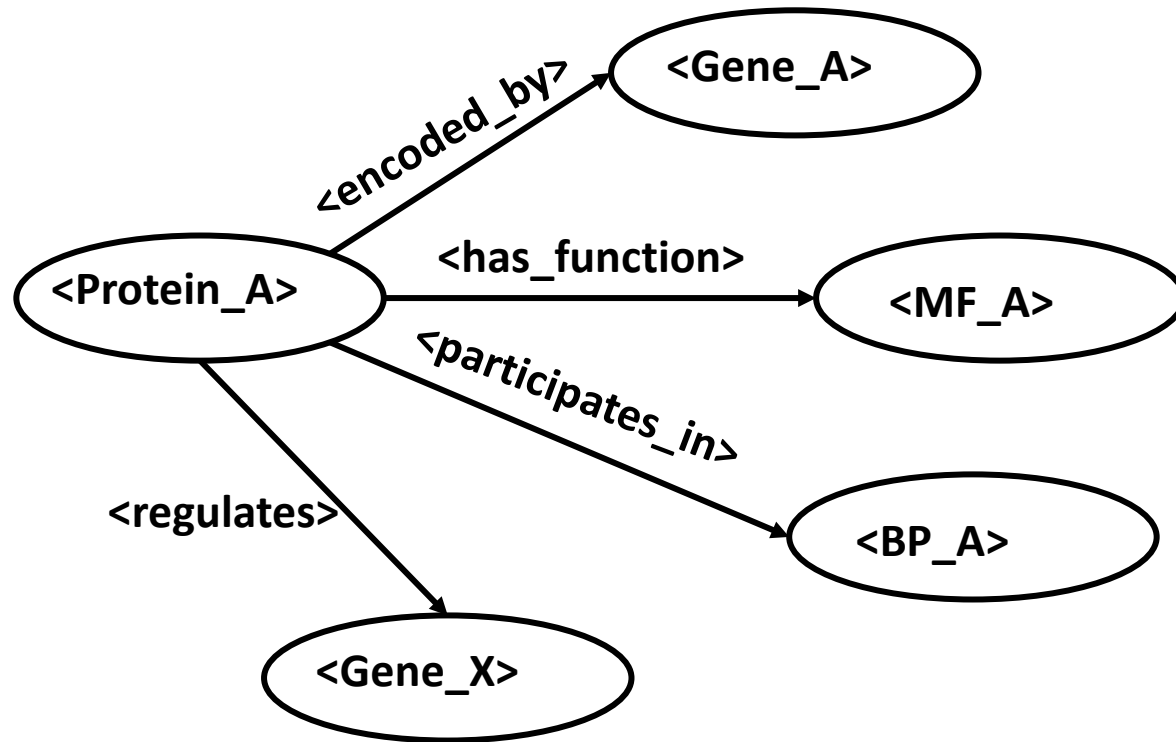 <Gene_A>
<encoded_by>
<has_function>
<Protein_A>
<MF_A>
<participates_in>
<regulates>
<BP_A>
<Gene_X>